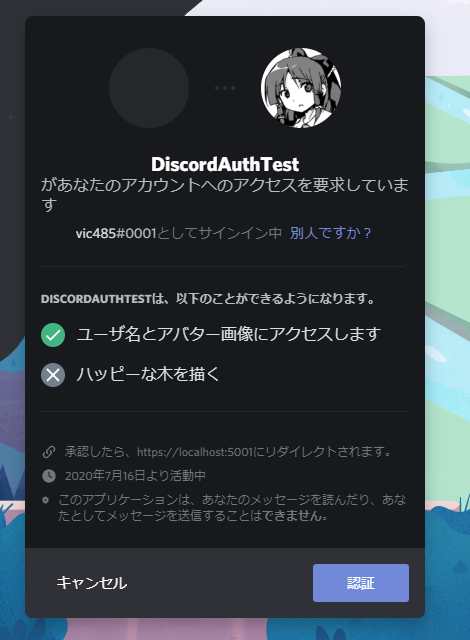 DiscordAuthTest
があなたのアカウントへのアクセスを要求していま
す
vic485#0001としてサインイン中 別人ですか？
DISCORDAUTHTESTは、以下のことができるようになります。
ユーザ名とアバター画像にアクセスします
ハッピーな木を描く
承認したら、https://localhost:5001にリダイレクトされます。
2020年7月16日より活動中
このアプリケーションは、あなたのメッセージを読んだり、あな
たとしてメッセージを送信することはできません。
キャンセル 認証